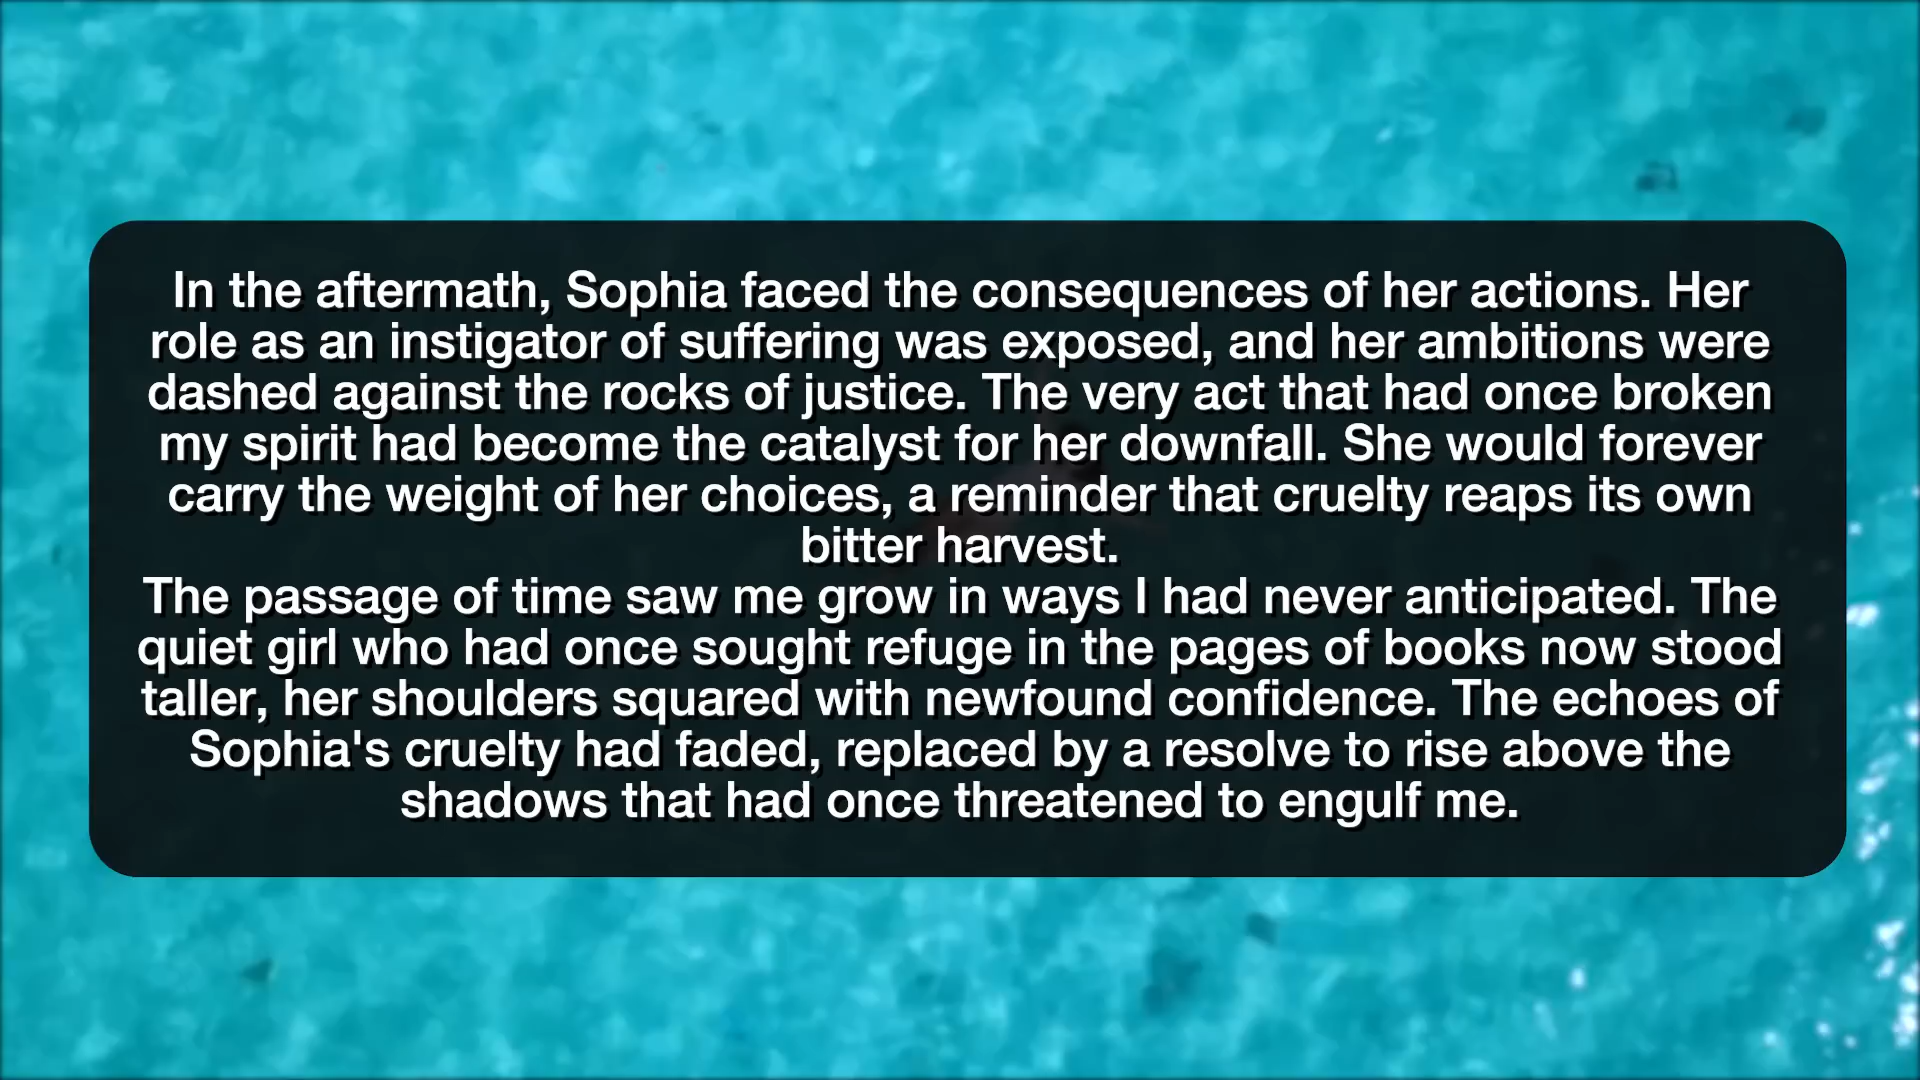 In the aftermath, Sophia faced the consequences of her actions. Her
role as an instigator of suffering was exposed, and her ambitions were
dashed against the rocks of justice. The very act that had once broken
my spirit had become the catalyst for her downfall. She would forever
carry the weight of her choices, a reminder that cruelty reaps its own
bitter harvest.
The passage of time saw me grow in ways I had never anticipated. The
quiet girl who had once sought refuge in the pages of books now stood
taller, her shoulders squared with newfound confidence. The echoes of
Sophia's cruelty had faded, replaced by a resolve to rise above the
shadows that had once threatened to engulf me.